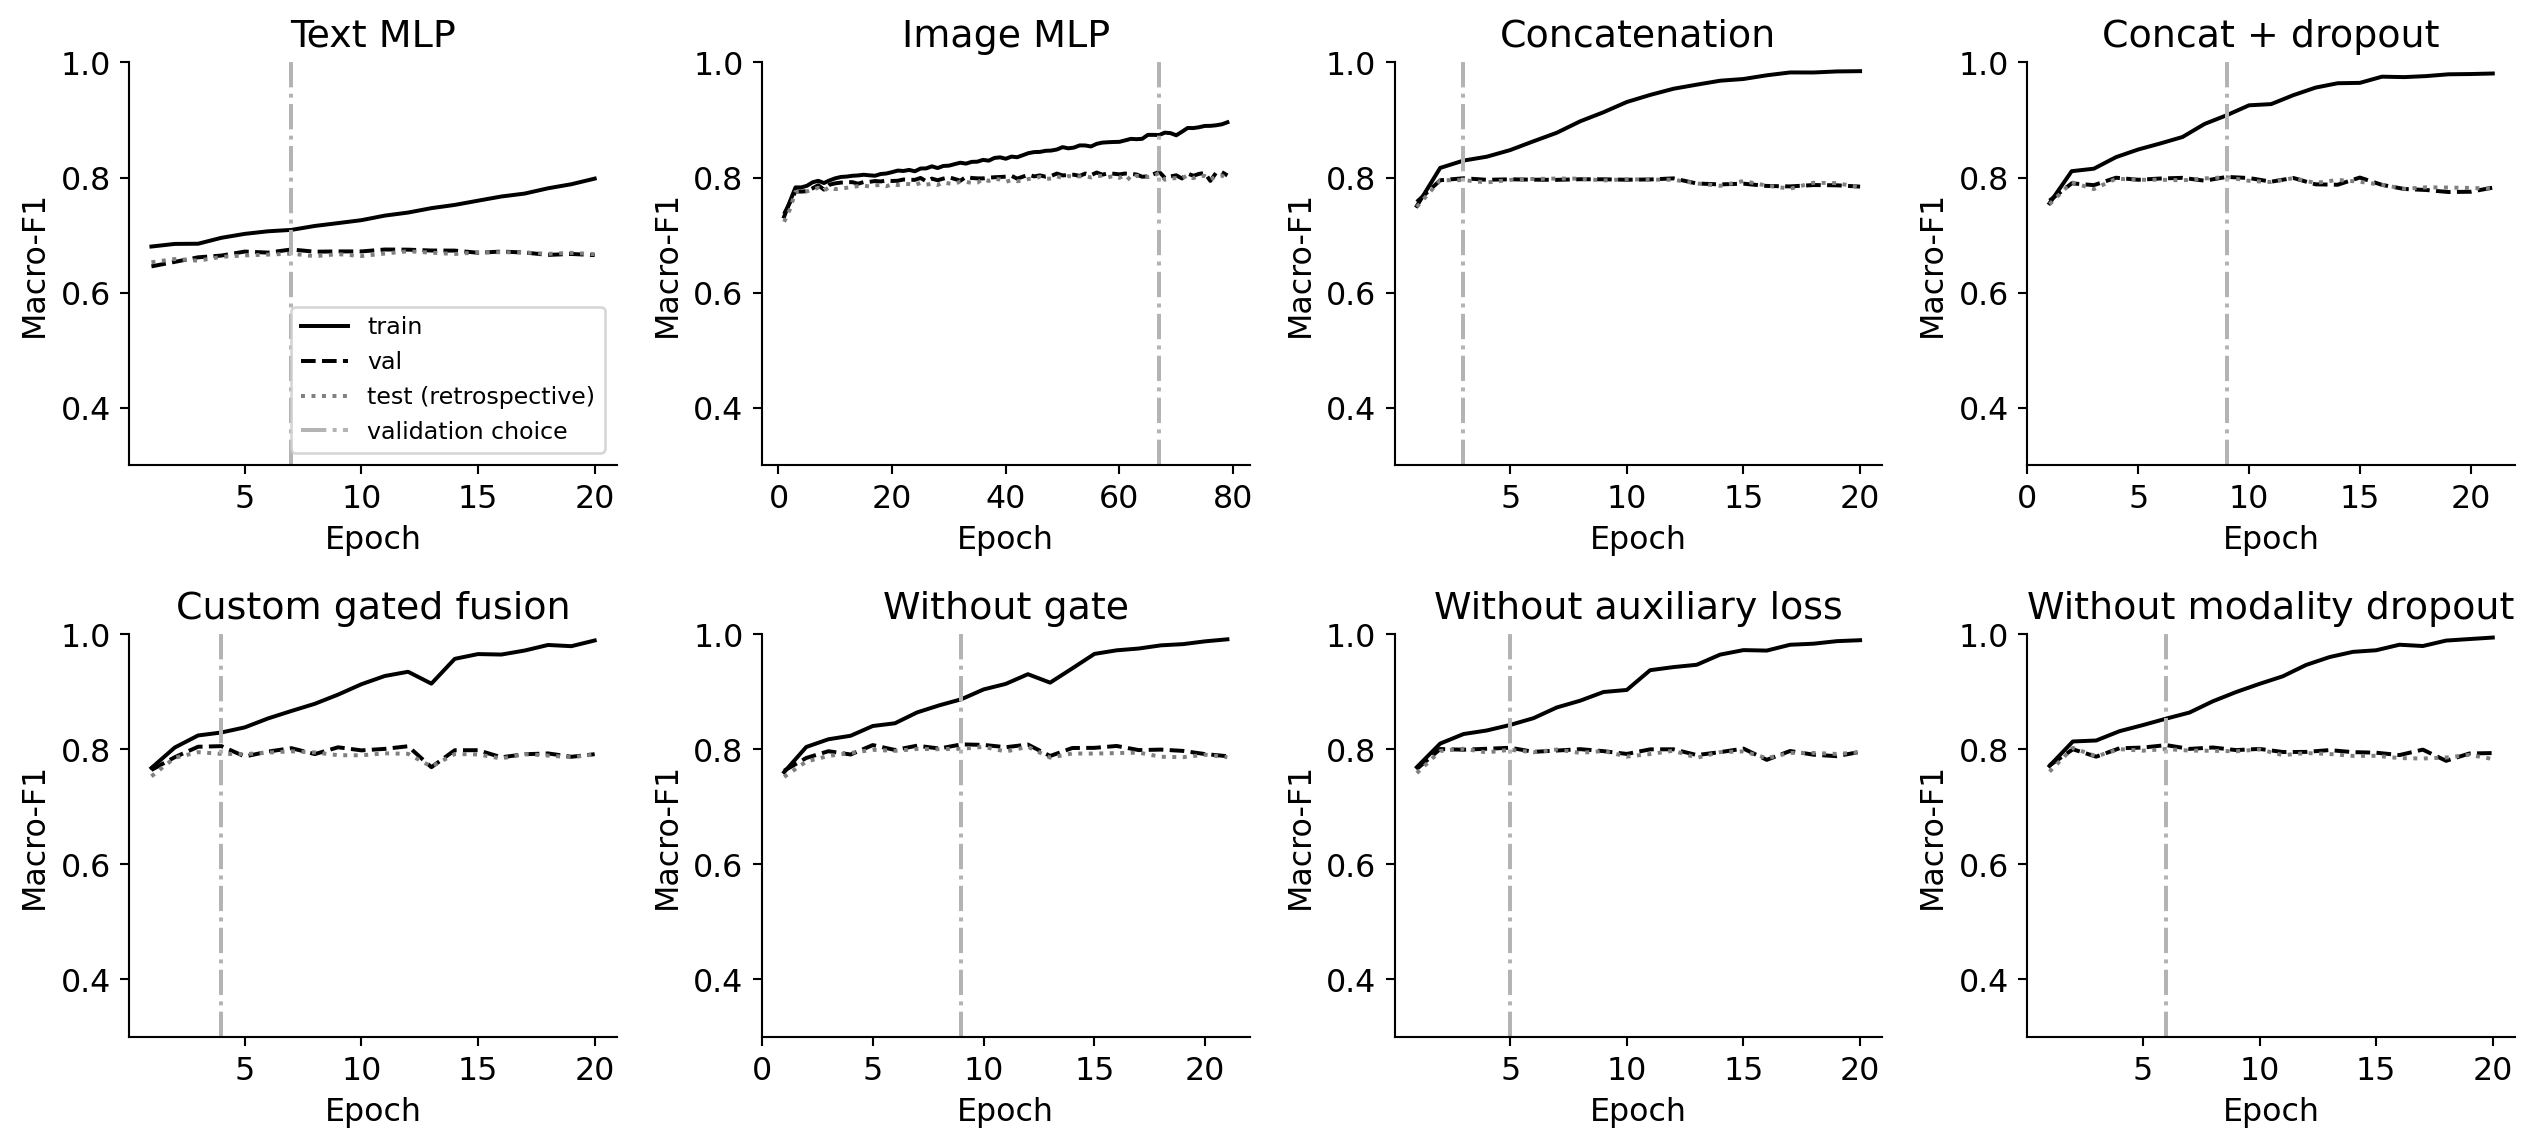 Text MLP
1.0
0.8
0.6
0.4
Macro-F1
train
val
test (retrospective)
validation choice
5 10 15 20
Epoch
Image MLP
1.0
0.8
0.6
0.4
Macro-F1
0 20 40 60 80
Epoch
Concatenation
1.0
0.8
0.6
0.4
Macro-F1
5 10 15 20
Epoch
Concat + dropout
1.0
0.8
0.6
0.4
Macro-F1
0 5 10 15 20
Epoch
Custom gated fusion
1.0
0.8
0.6
0.4
Macro-F1
5 10 15 20
Epoch
Without gate
1.0
0.8
0.6
0.4
Macro-F1
0 5 10 15 20
Epoch
Without auxiliary loss
1.0
0.8
0.6
0.4
Macro-F1
5 10 15 20
Epoch
Without modality dropout
1.0
0.8
0.6
0.4
Macro-F1
5 10 15 20
Epoch